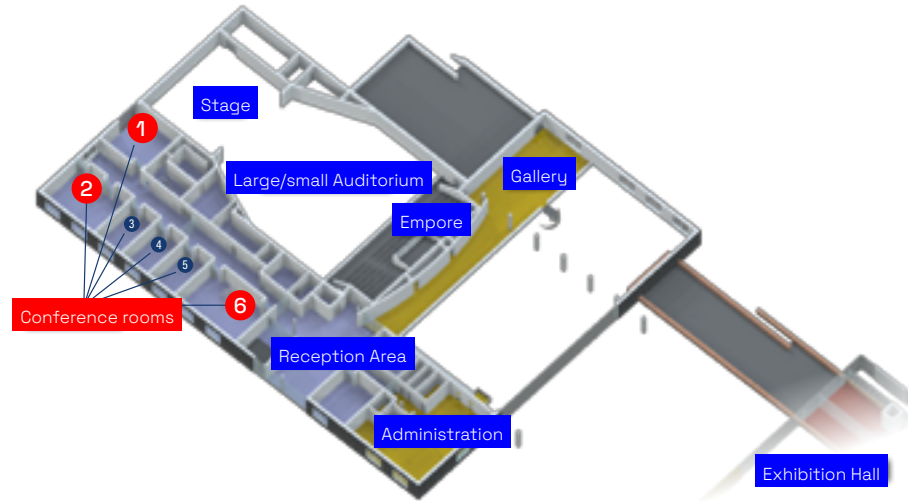 Stage
1
Large/small Auditorium
Gallery
2
Empore
3
4
5
6
Conference rooms
Reception Area
Administration
Exhibition Hall